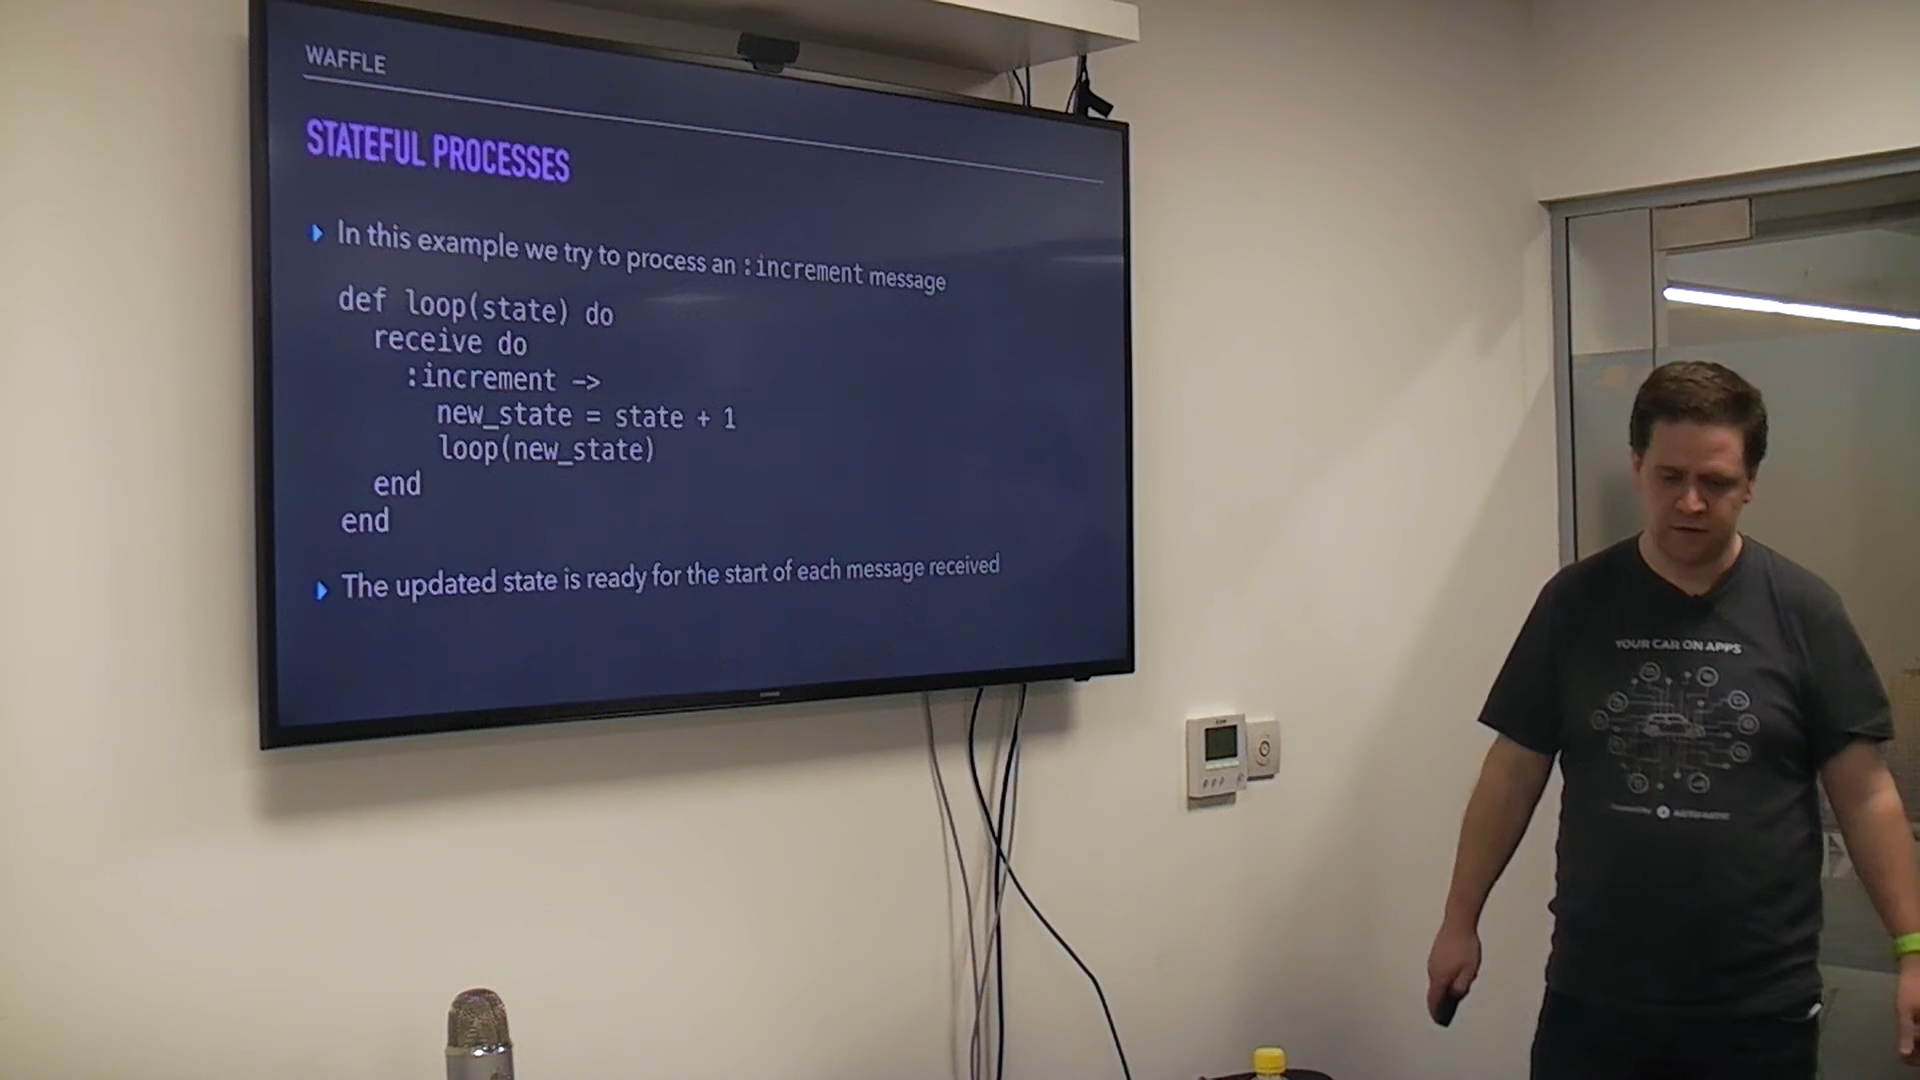 WAFFLE
STATEFUL PROCESSES
In this example we try to process an :increment message
def loop(state) do
receive do
:increment ->
new_state = state + 1
loop(new_state)
end
end
The updated state is ready for the start of each message received
YOUR CAR ON APPS
AUTOMATIC